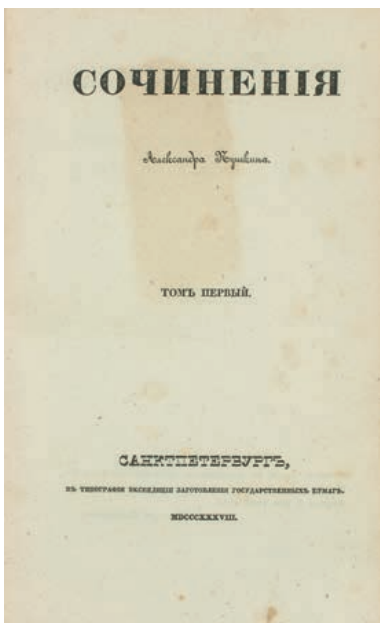 СОЧИНЕНІЯ
Александра Пушкина.
ТОМЪ ПЕРВЫЙ.
САНКТПЕТЕРБУРГЪ,
ВЪ ТИПОГРАФІИ ЭКСПЕДИЦІИ ЗАГОТОВЛЕНІЯ ГОСУДАРСТВЕННЫХЪ БУМАГЪ.
MDCCCXXXVIII.